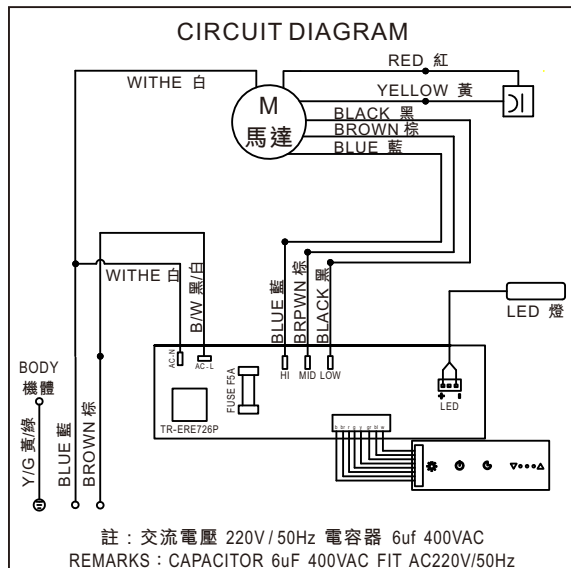 CIRCUIT DIAGRAM
RED 紅
WITHE 白
YELLOW 黃
M
馬達
BLACK 黑
BROWN 棕
BLUE 藍
WITHE 白
B/W 黑/白
BLUE 藍
BRPWN 棕
BLACK 黑
LED 燈
BODY
機體
AC-N
AC-L
FUSE F5A
HI MID LOW
+ -
LED
TR-ERE726P
b br r g y gr bl w
Y/G 黃/綠
BLUE 藍
BROWN 棕
註：交流電壓 220V / 50Hz 電容器 6uf 400VAC
REMARKS：CAPACITOR 6uF 400VAC FIT AC220V/50Hz